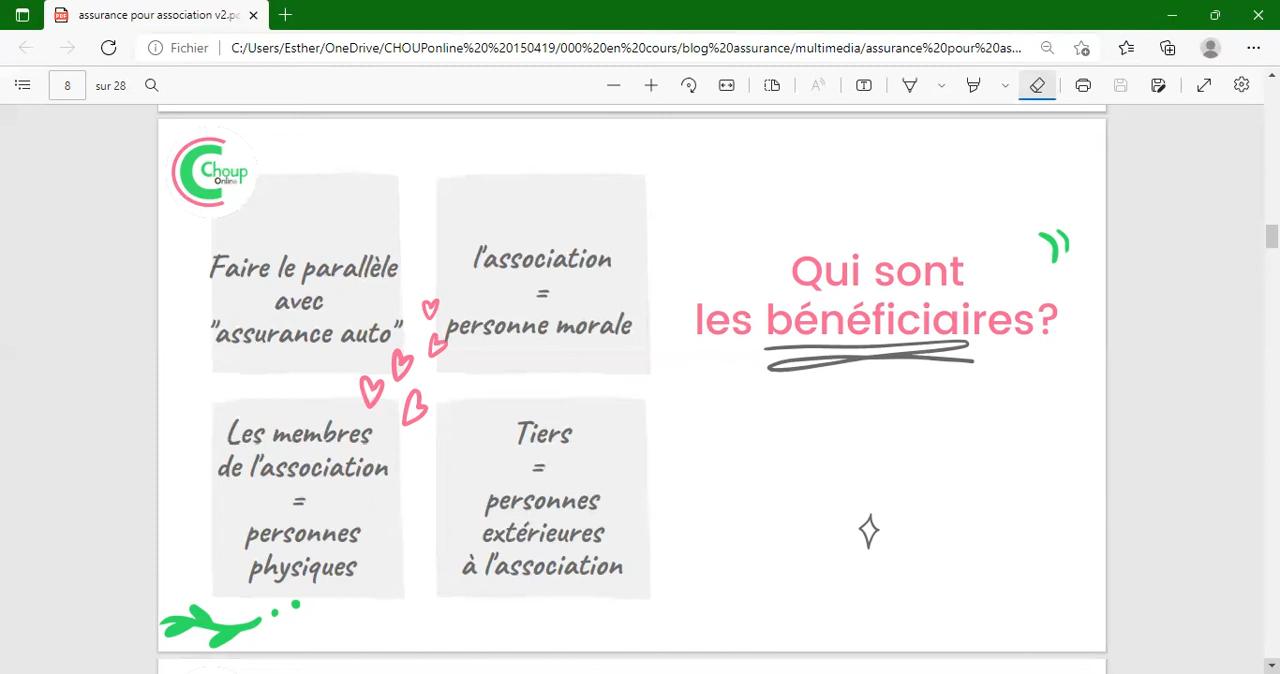 assurance pour association v2.p
Fichier
C:/Users/Esther/OneDrive/CHOUPonline%20%20150419/000%20en%20cours/blog%20assurance/multimedia/assurance%20pour%20as...
8 sur 28
Choup
Online
Faire le parallèle
avec
"assurance auto"
l'association
=
personne morale
Qui sont
les bénéficiaires?
Les membres
de l'association
=
personnes
physiques
Tiers
=
personnes
extérieures
à l'association